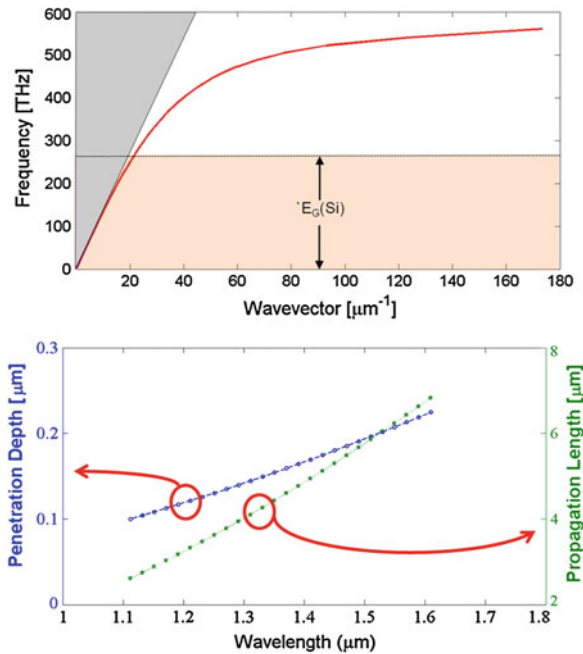 600
500
400
300
200
100
0
Frequency [THz]
`E_G(Si)
20 40 60 80 100 120 140 160 180
Wavevector [μm⁻¹]
0.3
0.2
0.1
0
Penetration Depth [μm]
8
6
4
2
Propagation Length [μm]
1 1.1 1.2 1.3 1.4 1.5 1.6 1.7 1.8
Wavelength (μm)